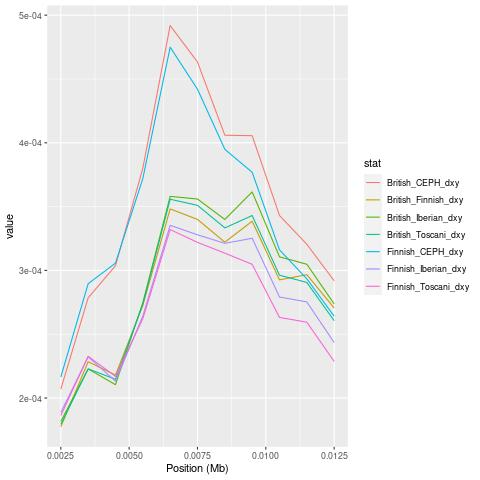 5e-04
4e-04
3e-04
2e-04
value
0.0025
0.0050
0.0075
0.0100
0.0125
Position (Mb)
stat
British_CEPH_dxy
British_Finnish_dxy
British_Iberian_dxy
British_Toscani_dxy
Finnish_CEPH_dxy
Finnish_Iberian_dxy
Finnish_Toscani_dxy